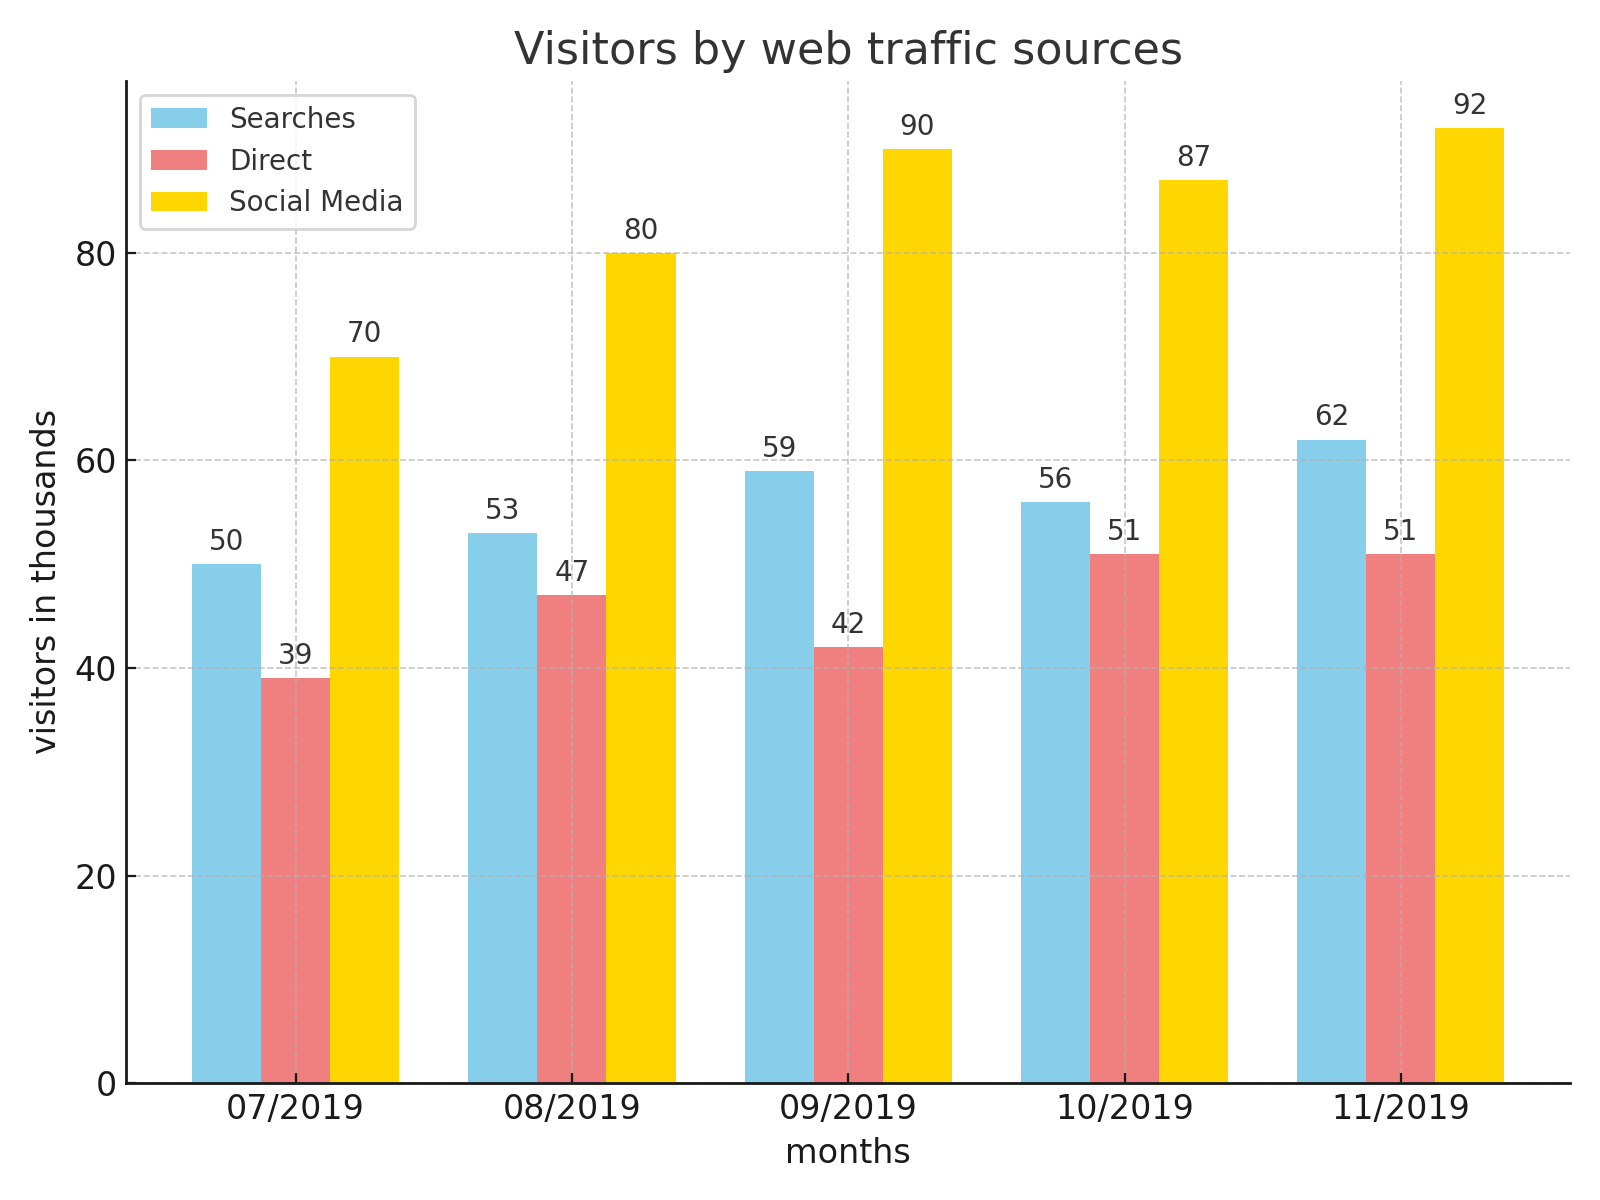 Visitors by web traffic sources
Searches
Direct
Social Media
92
90
87
80
70
62
59
56
53
51
51
50
47
42
39
80
60
40
20
0
visitors in thousands
07/2019 08/2019 09/2019 10/2019 11/2019
months